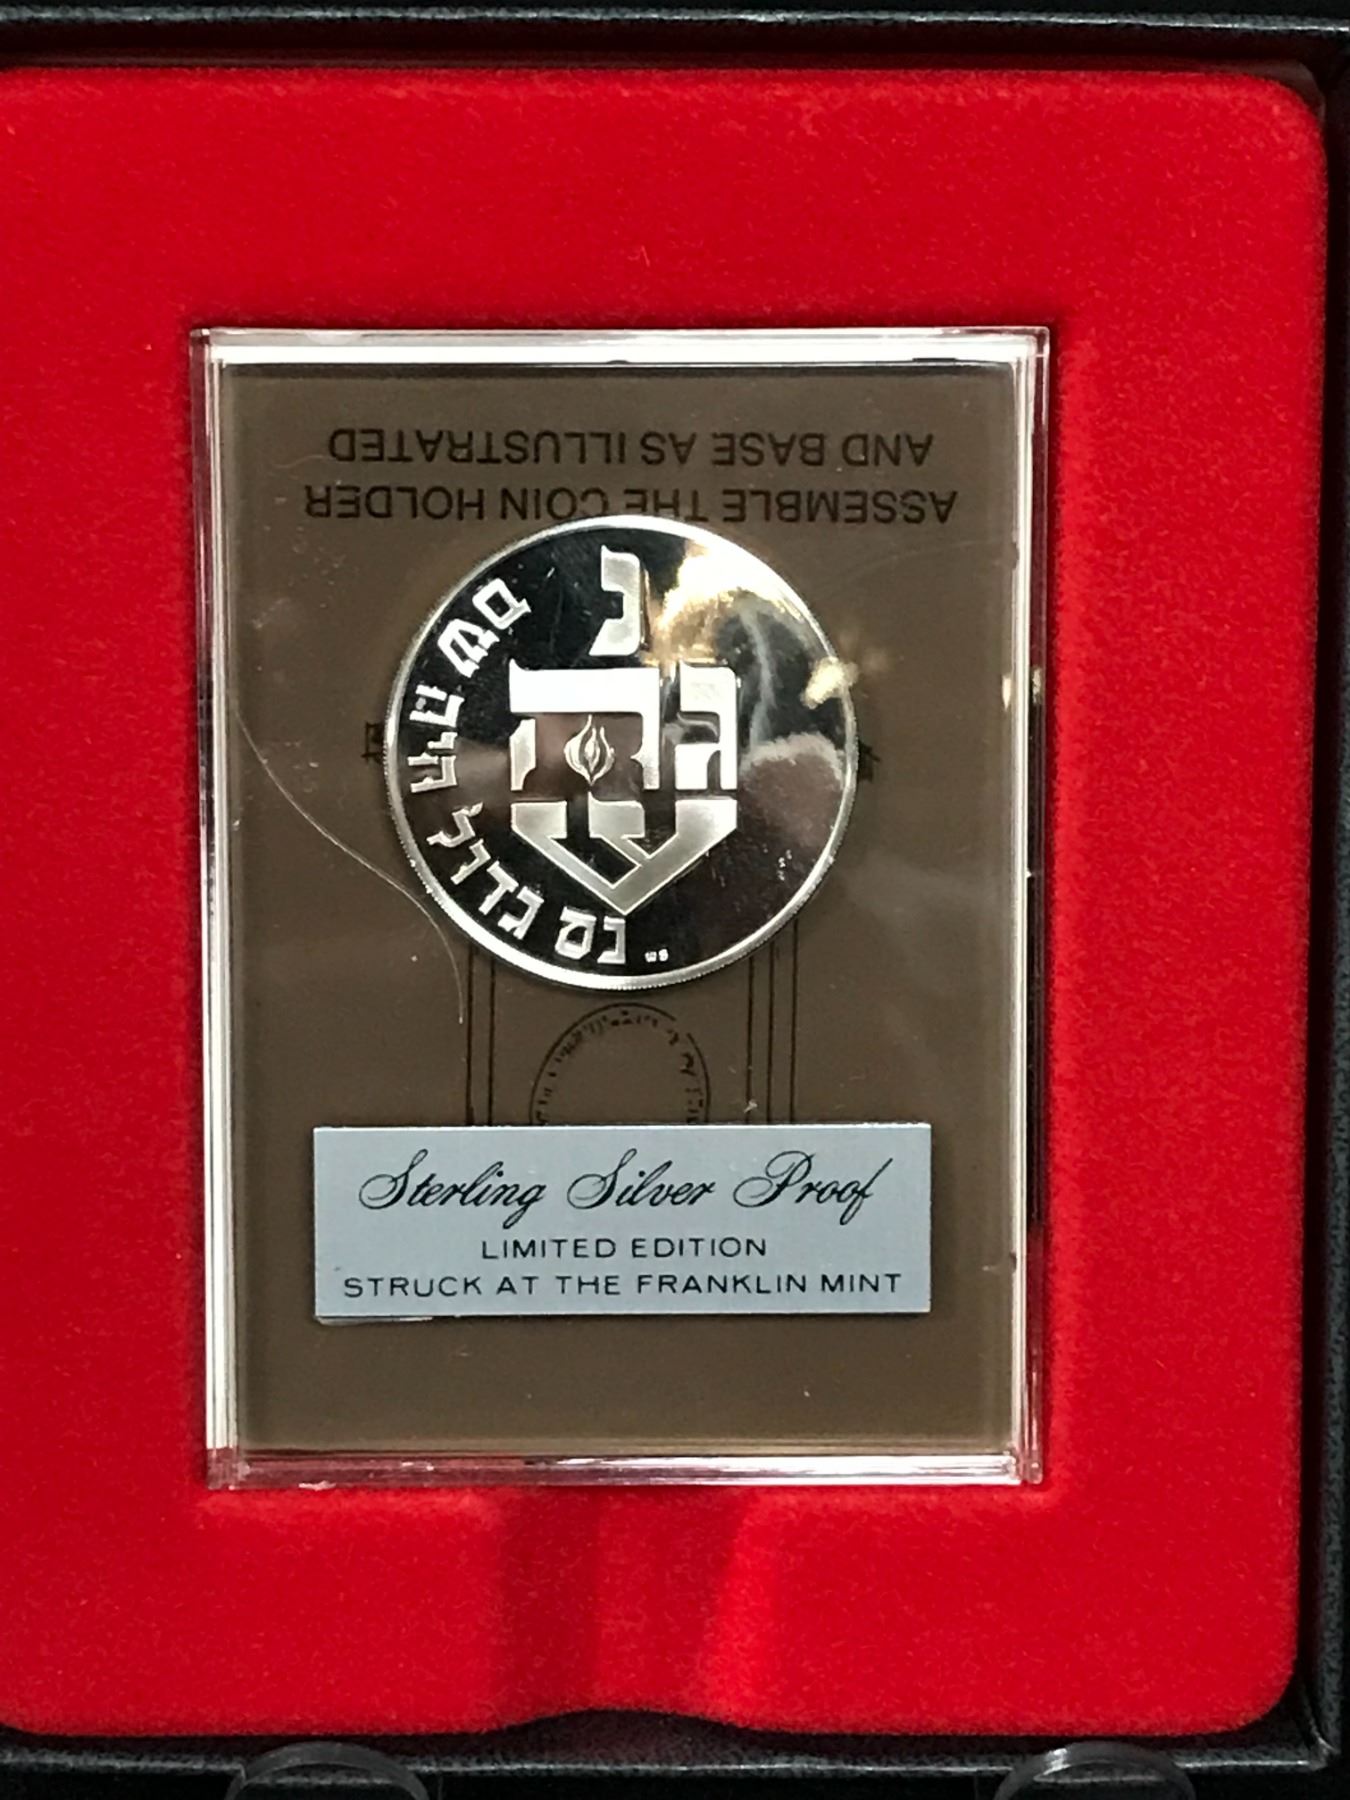 ASSEMBLE THE COIN HOLDER
AND BASE AS ILLUSTRATED
נ
גה
ש
נס גדול היה שם
Sterling Silver Proof
LIMITED EDITION
STRUCK AT THE FRANKLIN MINT